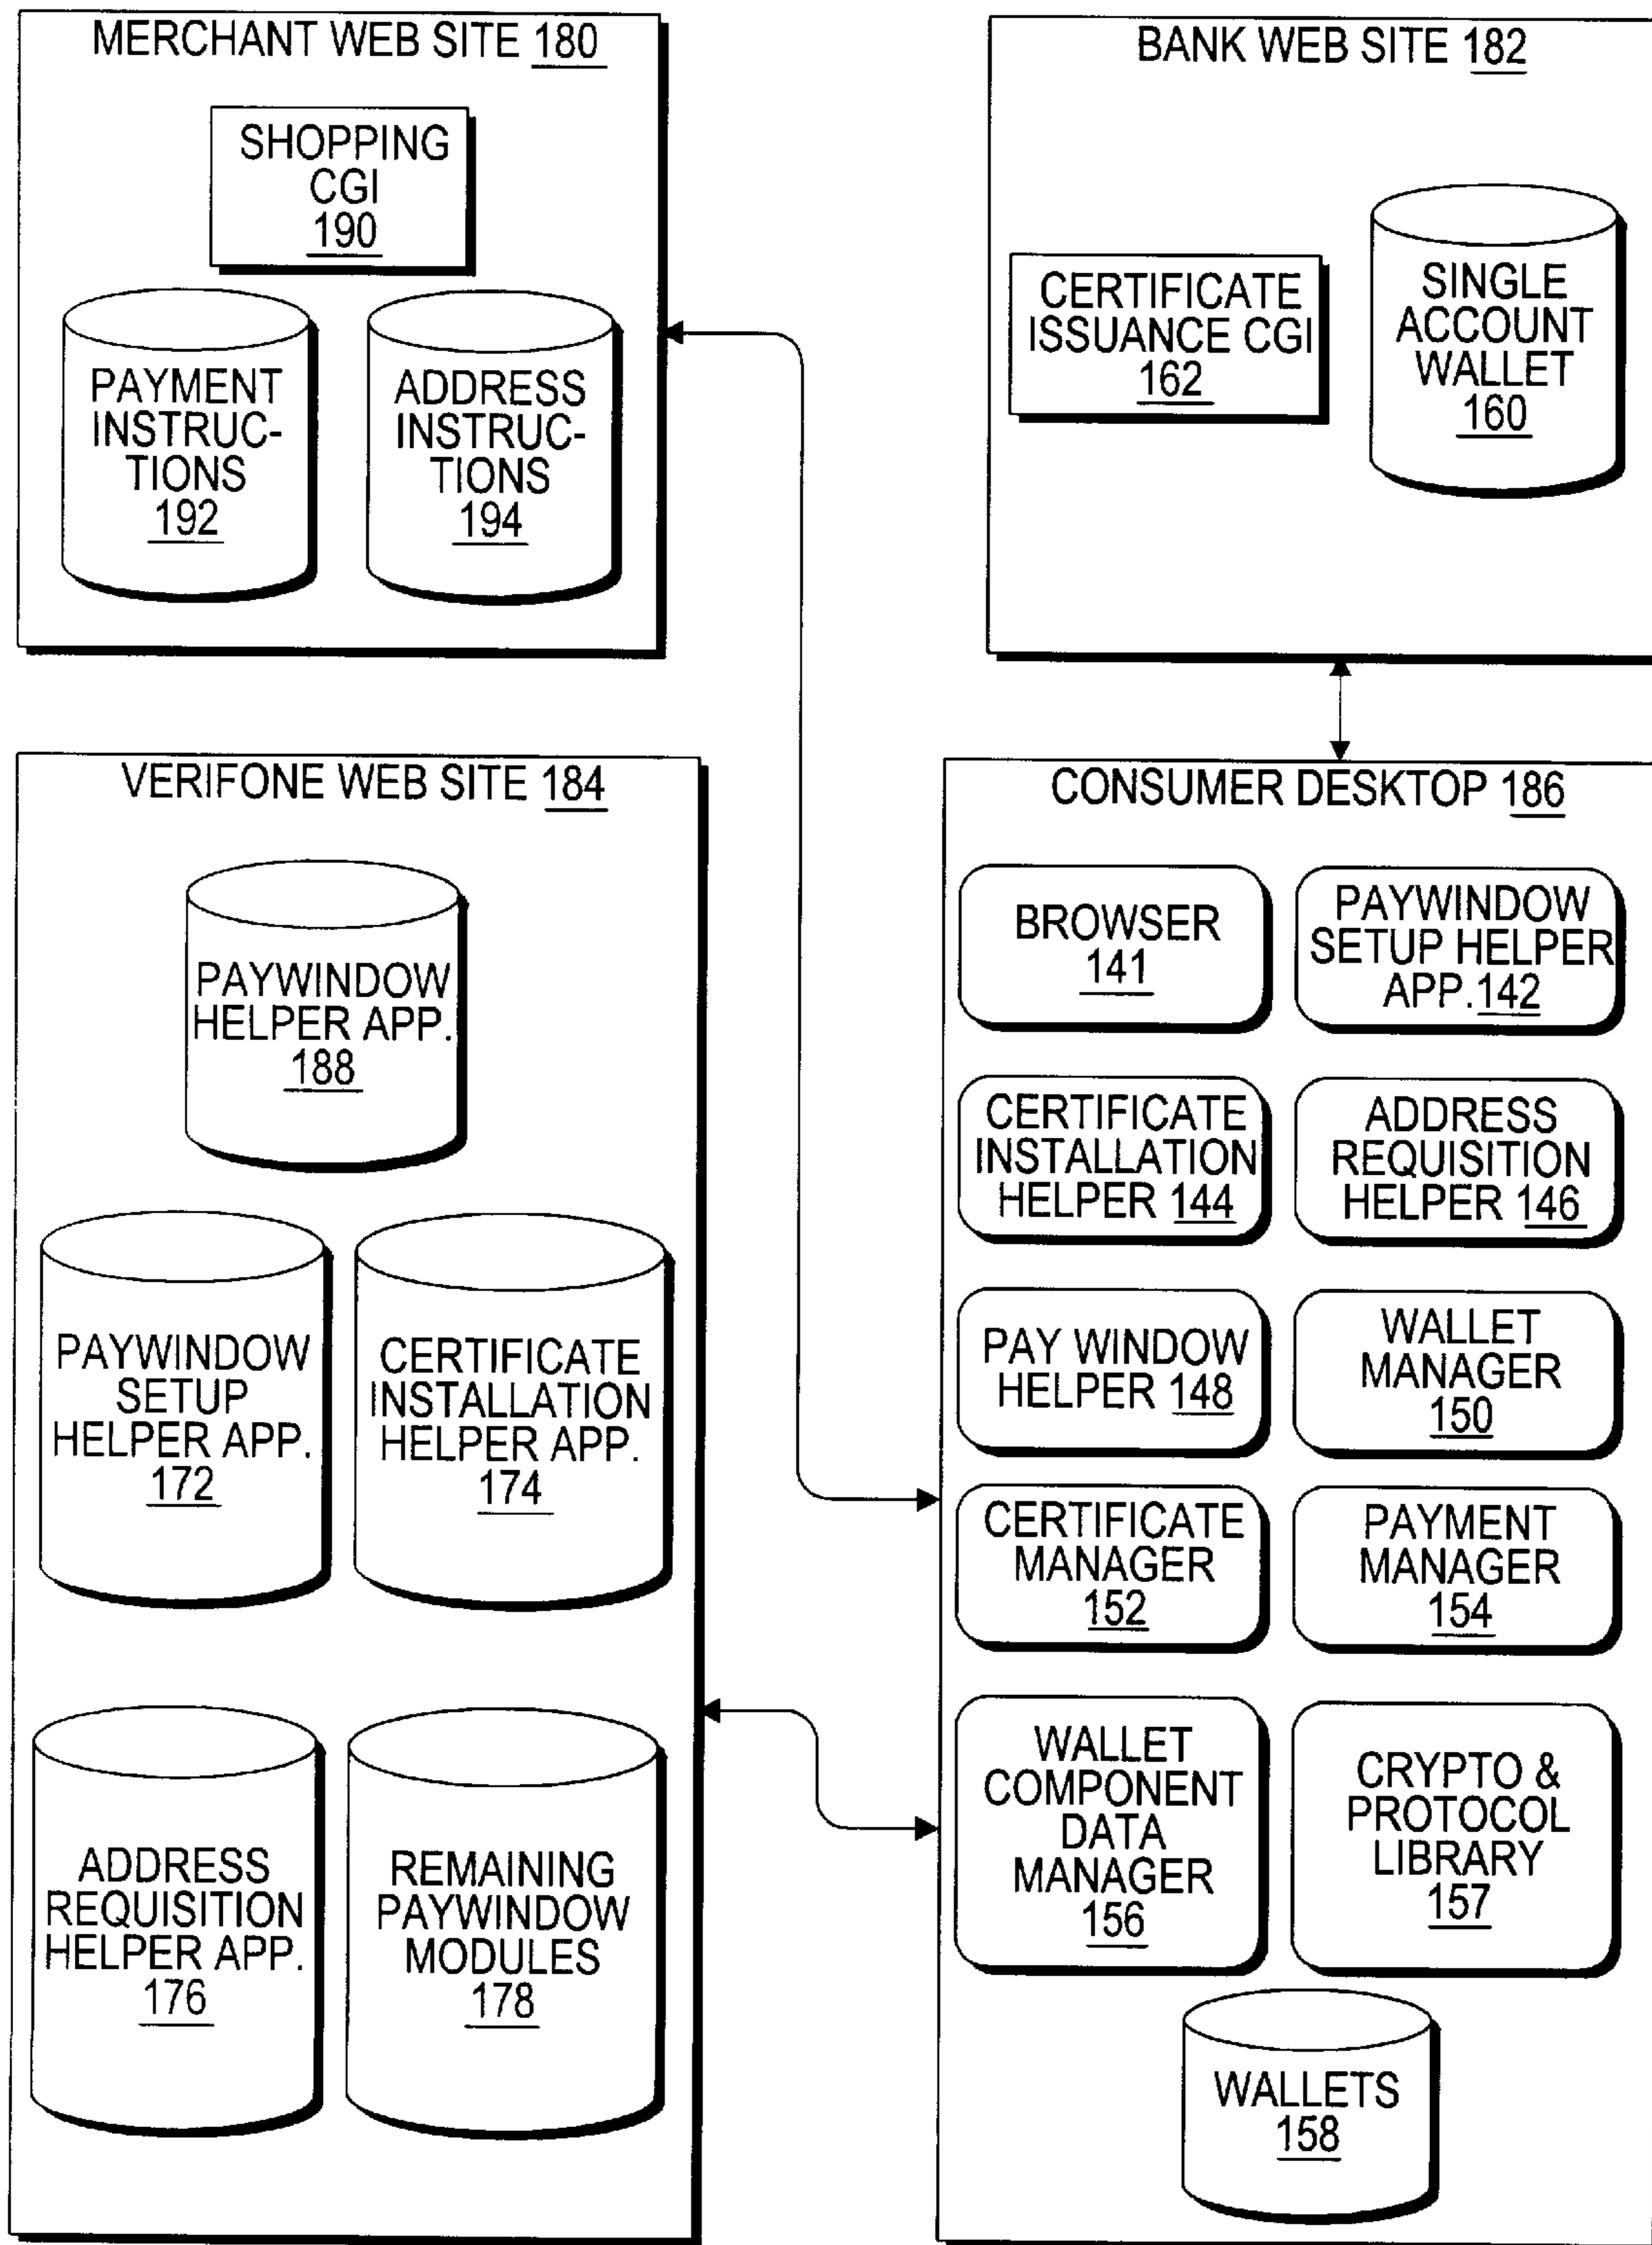 MERCHANT WEB SITE 180
SHOPPING
CGI
190
PAYMENT
INSTRUC-
TIONS
192
ADDRESS
INSTRUC-
TIONS
194
BANK WEB SITE 182
CERTIFICATE
ISSUANCE CGI
162
SINGLE
ACCOUNT
WALLET
160
VERIFONE WEB SITE 184
PAYWINDOW
HELPER APP.
188
PAYWINDOW
SETUP
HELPER APP.
172
CERTIFICATE
INSTALLATION
HELPER APP.
174
ADDRESS
REQUISITION
HELPER APP.
176
REMAINING
PAYWINDOW
MODULES
178
CONSUMER DESKTOP 186
BROWSER
141
PAYWINDOW
SETUP HELPER
APP.142
CERTIFICATE
INSTALLATION
HELPER 144
ADDRESS
REQUISITION
HELPER 146
PAY WINDOW
HELPER 148
WALLET
MANAGER
150
CERTIFICATE
MANAGER
152
PAYMENT
MANAGER
154
WALLET
COMPONENT
DATA
MANAGER
156
CRYPTO &
PROTOCOL
LIBRARY
157
WALLETS
158